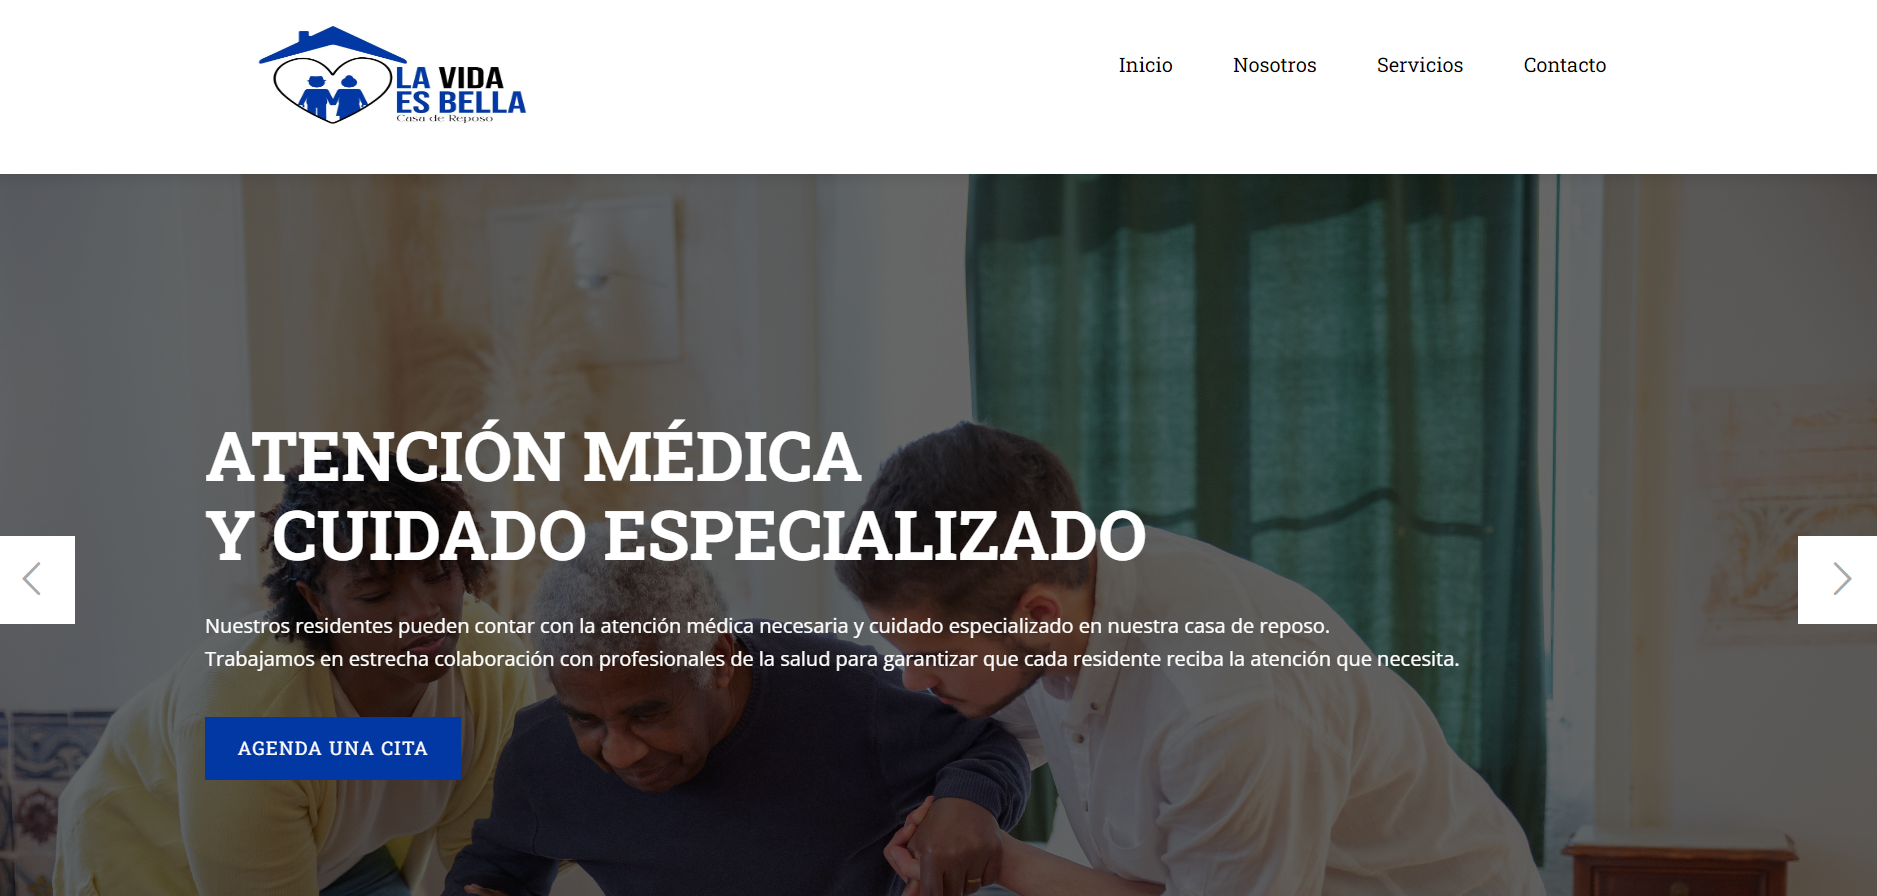 LA VIDA
ES BELLA
Casa de Reposo
Inicio Nosotros Servicios Contacto
ATENCIÓN MÉDICA
Y CUIDADO ESPECIALIZADO
Nuestros residentes pueden contar con la atención médica necesaria y cuidado especializado en nuestra casa de reposo.
Trabajamos en estrecha colaboración con profesionales de la salud para garantizar que cada residente reciba la atención que necesita.
AGENDA UNA CITA